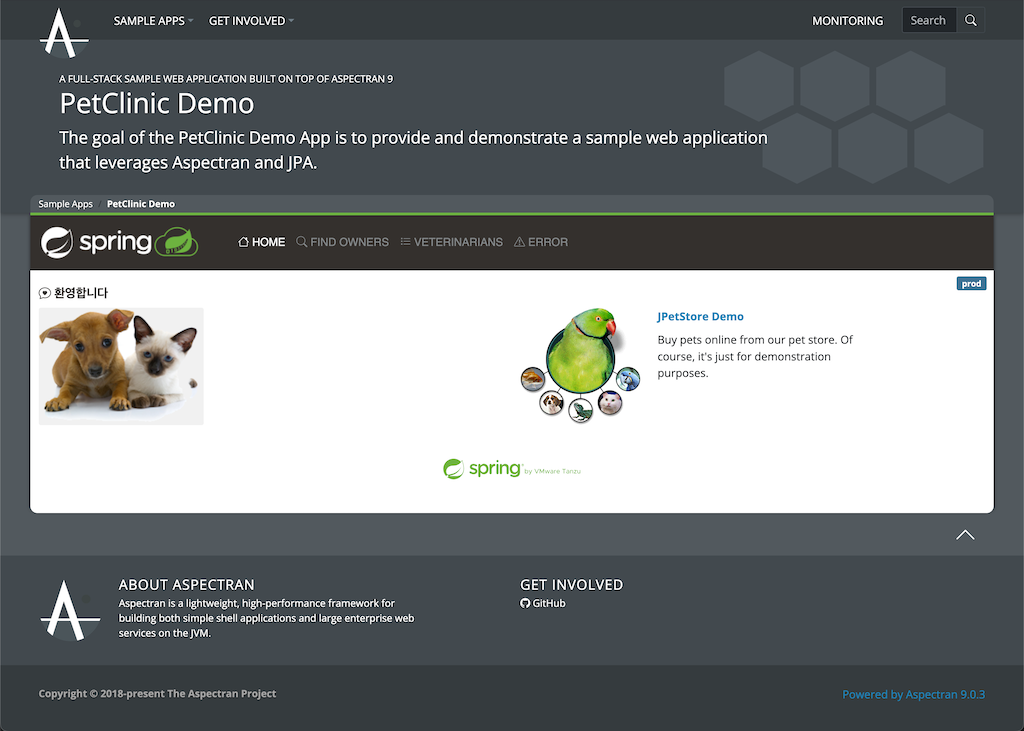 SAMPLE APPS
GET INVOLVED
MONITORING
Search
A FULL-STACK SAMPLE WEB APPLICATION BUILT ON TOP OF ASPECTRAN 9
PetClinic Demo
The goal of the PetClinic Demo App is to provide and demonstrate a sample web application
that leverages Aspectran and JPA.
Sample Apps / PetClinic Demo
spring
HOME
FIND OWNERS
VETERINARIANS
ERROR
prod
환영합니다
JPetStore Demo
Buy pets online from our pet store. Of
course, it's just for demonstration
purposes.
spring by VMware Tanzu
ABOUT ASPECTRAN
Aspectran is a lightweight, high-performance framework for
building both simple shell applications and large enterprise web
services on the JVM.
GET INVOLVED
GitHub
Copyright © 2018-present The Aspectran Project
Powered by Aspectran 9.0.3